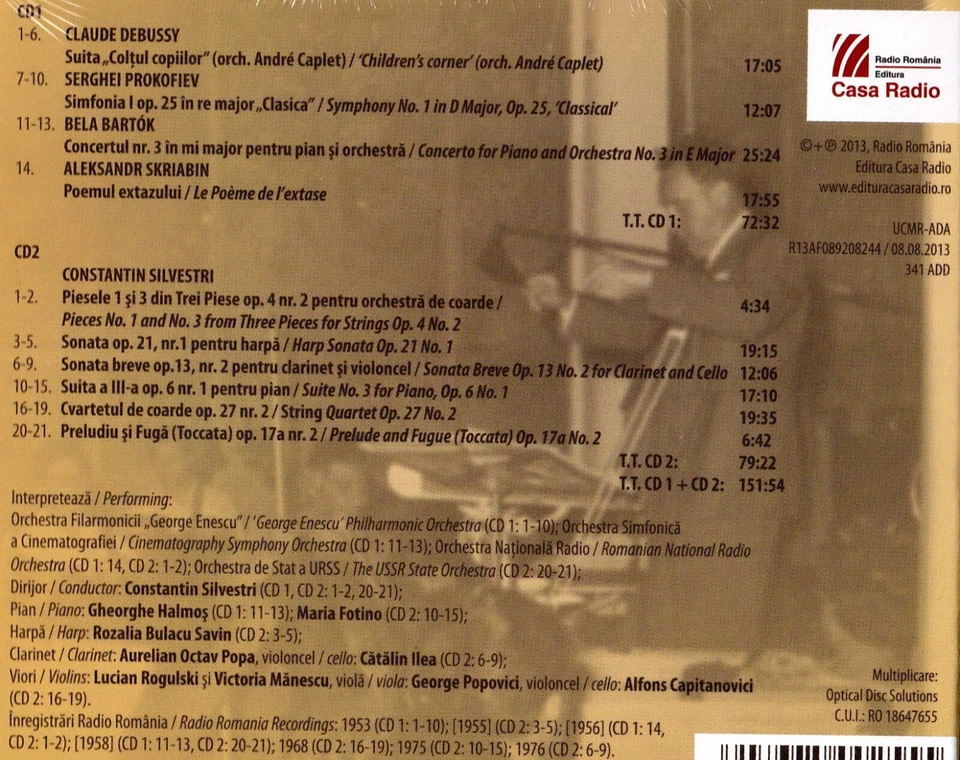 CD1
1-6. CLAUDE DEBUSSY
Suita „Colțul copiilor” (orch. André Caplet) / ‘Children’s corner’ (orch. André Caplet) 17:05
7-10. SERGHEI PROKOFIEV
Simfonia I op. 25 în re major „Clasica” / Symphony No. 1 in D Major, Op. 25, ‘Classical’ 12:07
11-13. BELA BARTÓK
Concertul nr. 3 în mi major pentru pian și orchestră / Concerto for Piano and Orchestra No. 3 in E Major 25:24
14. ALEKSANDR SKRIABIN
Poemul extazului / Le Poème de l’extase 17:55
T.T. CD 1: 72:32
CD2
CONSTANTIN SILVESTRI
1-2. Piesele 1 și 3 din Trei Piese op. 4 nr. 2 pentru orchestră de coarde / 4:34
Pieces No. 1 and No. 3 from Three Pieces for Strings Op. 4 No. 2
3-5. Sonata op. 21, nr.1 pentru harpă / Harp Sonata Op. 21 No. 1 19:15
6-9. Sonata breve op.13, nr. 2 pentru clarinet și violoncel / Sonata Breve Op. 13 No. 2 for Clarinet and Cello 12:06
10-15. Suita a III-a op. 6 nr. 1 pentru pian / Suite No. 3 for Piano, Op. 6 No. 1 17:10
16-19. Cvartetul de coarde op. 27 nr. 2 / String Quartet Op. 27 No. 2 19:35
20-21. Preludiu și Fugă (Toccata) op. 17a nr. 2 / Prelude and Fugue (Toccata) Op. 17a No. 2 6:42
T.T. CD 2: 79:22
T.T. CD 1 + CD 2: 151:54
Interpretează / Performing:
Orchestra Filarmonicii „George Enescu” / ‘George Enescu’ Philharmonic Orchestra (CD 1: 1-10); Orchestra Simfonică
a Cinematografiei / Cinematography Symphony Orchestra (CD 1: 11-13); Orchestra Națională Radio / Romanian National Radio
Orchestra (CD 1: 14, CD 2: 1-2); Orchestra de Stat a URSS / The USSR State Orchestra (CD 2: 20-21);
Dirijor / Conductor: Constantin Silvestri (CD 1, CD 2: 1-2, 20-21);
Pian / Piano: Gheorghe Halmoș (CD 1: 11-13); Maria Fotino (CD 2: 10-15);
Harpă / Harp: Rozalia Bulacu Savin (CD 2: 3-5);
Clarinet / Clarinet: Aurelian Octav Popa, violoncel / cello: Cătălin Ilea (CD 2: 6-9);
Viori / Violins: Lucian Rogulski și Victoria Mănescu, violă / viola: George Popovici, violoncel / cello: Alfons Capitanovici
(CD 2: 16-19).
Înregistrări Radio România / Radio Romania Recordings: 1953 (CD 1: 1-10); [1955] (CD 2: 3-5); [1956] (CD 1: 14,
CD 2: 1-2); [1958] (CD 1: 11-13, CD 2: 20-21); 1968 (CD 2: 16-19); 1975 (CD 2: 10-15); 1976 (CD 2: 6-9).
Radio România
Editura
Casa Radio
©+℗ 2013, Radio România
Editura Casa Radio
www.edituracasaradio.ro
UCMR-ADA
R13AF089208244 / 08.08.2013
341 ADD
Multiplicare:
Optical Disc Solutions
C.U.I.: RO 18647655